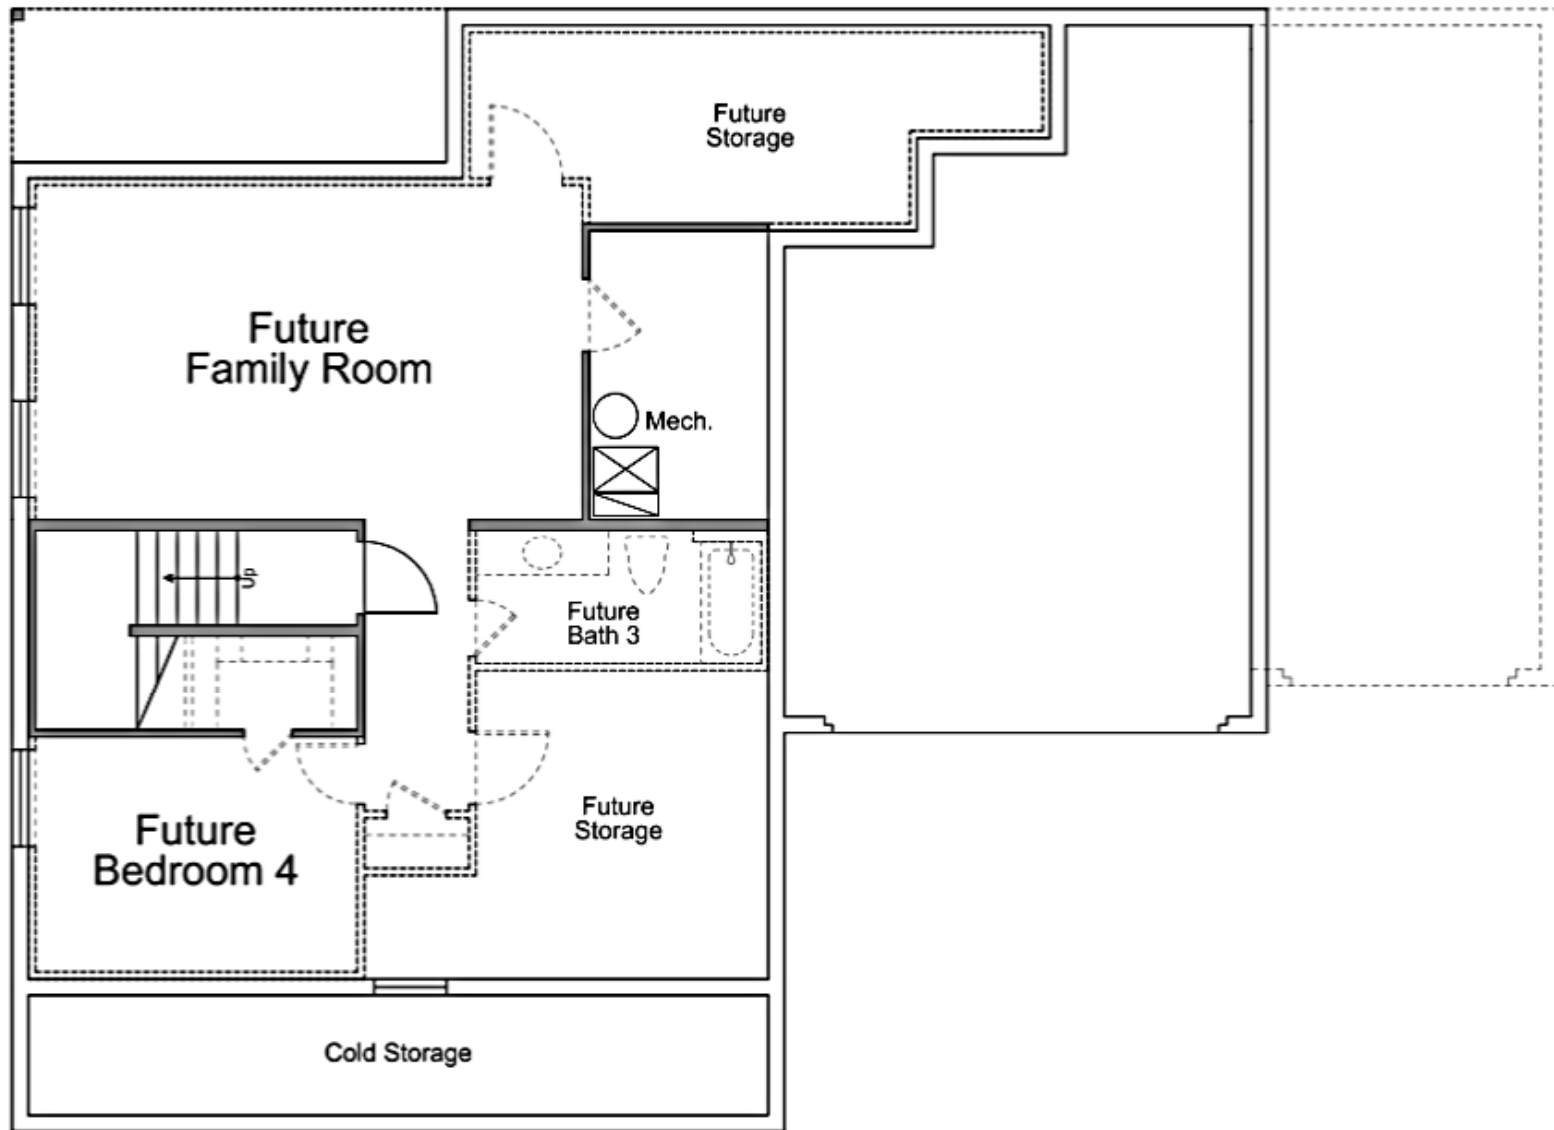 Future
Storage
Future
Family Room
Mech.
Up
Future
Bath 3
Future
Storage
Future
Bedroom 4
Cold Storage